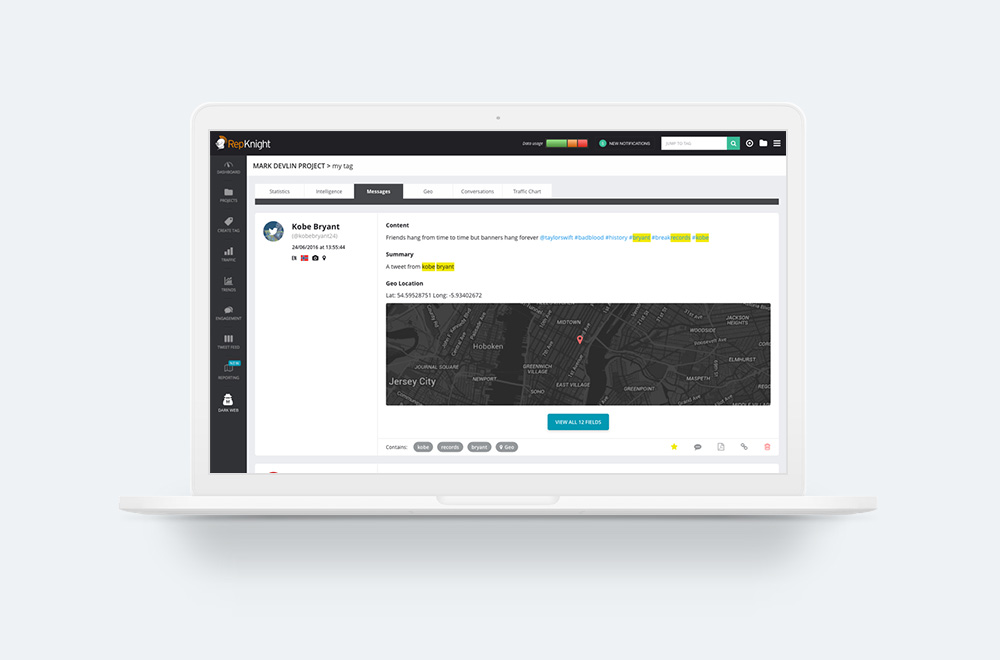 RepKnight
Data usage
NEW NOTIFICATIONS
JUMP TO TAG
DASHBOARD
PROJECTS
CREATE TAG
TRAFFIC
TRENDS
ENGAGEMENT
TWEET FEED
NEW
REPORTING
DARK WEB
MARK DEVLIN PROJECT > my tag
Statistics
Intelligence
Messages
Geo
Conversations
Traffic Chart
Kobe Bryant
(@kobebryant24)
24/06/2016 at 13:55:44
EN
Content
Friends hang from time to time but banners hang forever @taylorswift #badblood #history #bryant #breakrecords #kobe
Summary
A tweet from kobe bryant
Geo Location
Lat: 54.59528751 Long: -5.93402672
MIDTOWN
Hoboken
JOURNAL SQUARE
Jersey City
NEWPORT
GREENWICH
VILLAGE
SOHO
EAST VILLAGE
GREENPOINT
WOODSIDE
JACKSON
HEIGHTS
ELMHURST
MASPETH
VIEW ALL 12 FIELDS
Contains:
kobe
records
bryant
Geo